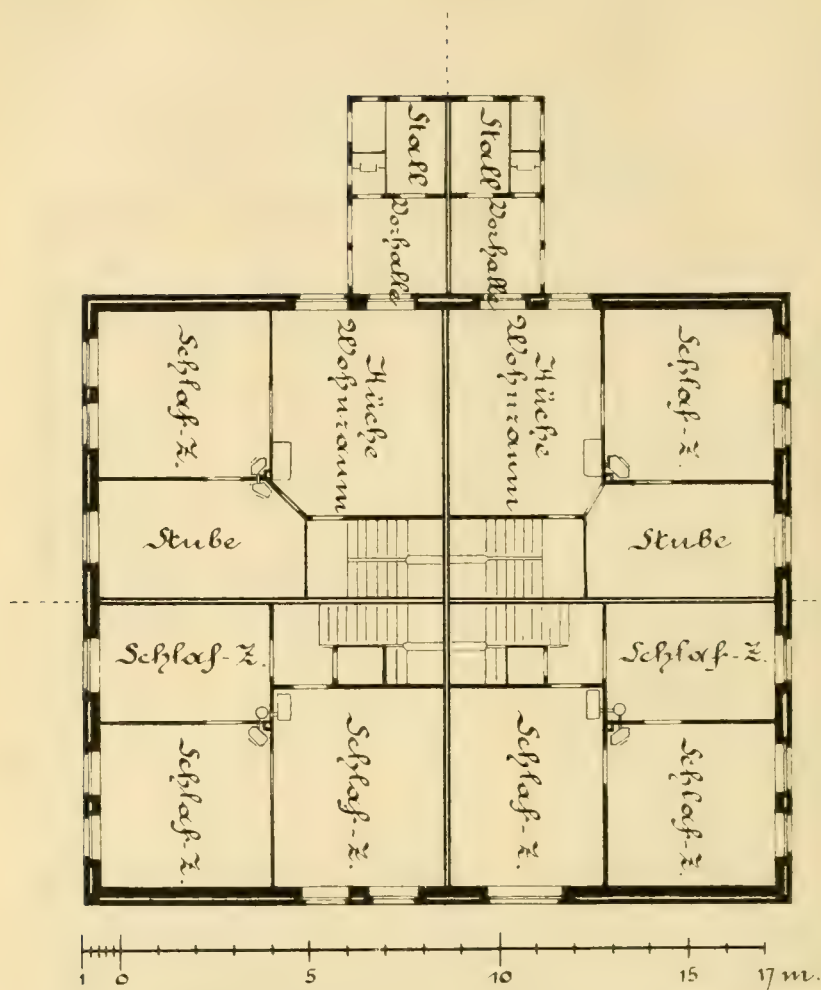 Stall
Stall
Vorhalle
Vorhalle
Schlaf-Z.
Küche
Wohnraum
Küche
Wohnraum
Schlaf-Z.
Stube
Stube
Schlaf-Z.
Schlaf-Z.
Schlaf-Z.
Schlaf-Z.
Schlaf-Z.
Schlaf-Z.
1 0 5 10 15 17 m.